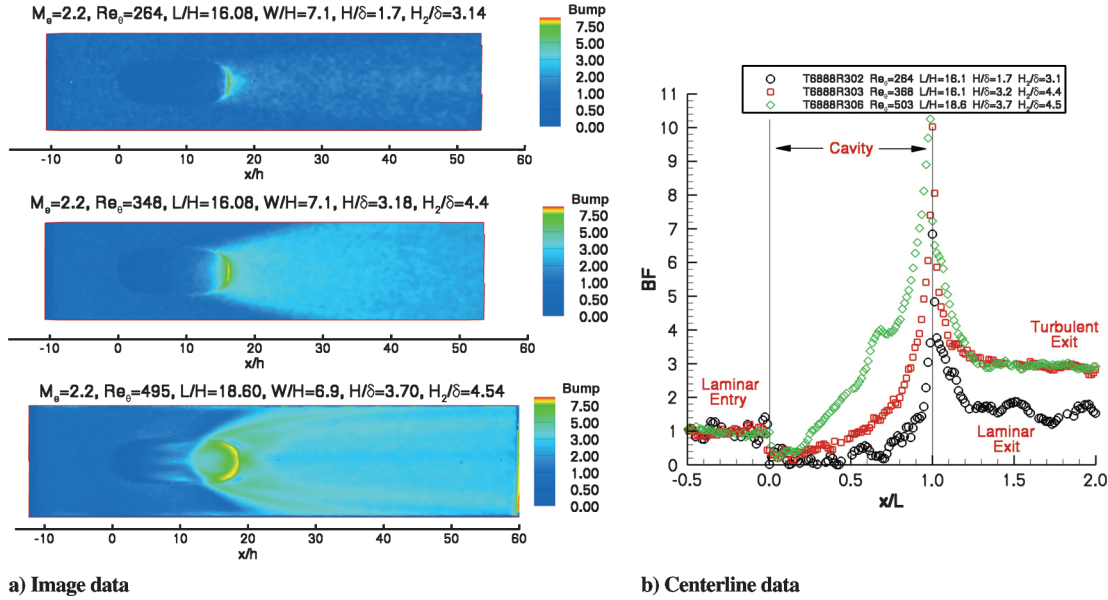 Mₑ=2.2, Re_θ=264, L/H=16.08, W/H=7.1, H/δ=1.7, H₂/δ=3.14
Bump
7.50
5.00
3.00
2.00
1.00
0.50
0.00
-10 0 10 20 30 40 50 60
x/h
Mₑ=2.2, Re_θ=348, L/H=16.08, W/H=7.1, H/δ=3.18, H₂/δ=4.4
Bump
7.50
5.00
3.00
2.00
1.00
0.50
0.00
-10 0 10 20 30 40 50 60
x/h
Mₑ=2.2, Re_θ=495, L/H=18.60, W/H=6.9, H/δ=3.70, H₂/δ=4.54
Bump
7.50
5.00
3.00
2.00
1.00
0.50
0.00
-10 0 10 20 30 40 50 60
x/h
a) Image data
T6888R302 Re_θ=264 L/H=16.1 H/δ=1.7 H₂/δ=3.1
T6888R303 Re_θ=368 L/H=16.1 H/δ=3.2 H₂/δ=4.4
T6888R306 Re_θ=503 L/H=18.6 H/δ=3.7 H₂/δ=4.5
11
10
9
8
7
6
5
4
3
2
1
0
BF
Cavity
Laminar
Entry
Turbulent
Exit
Laminar
Exit
-0.5 0.0 0.5 1.0 1.5 2.0
x/L
b) Centerline data